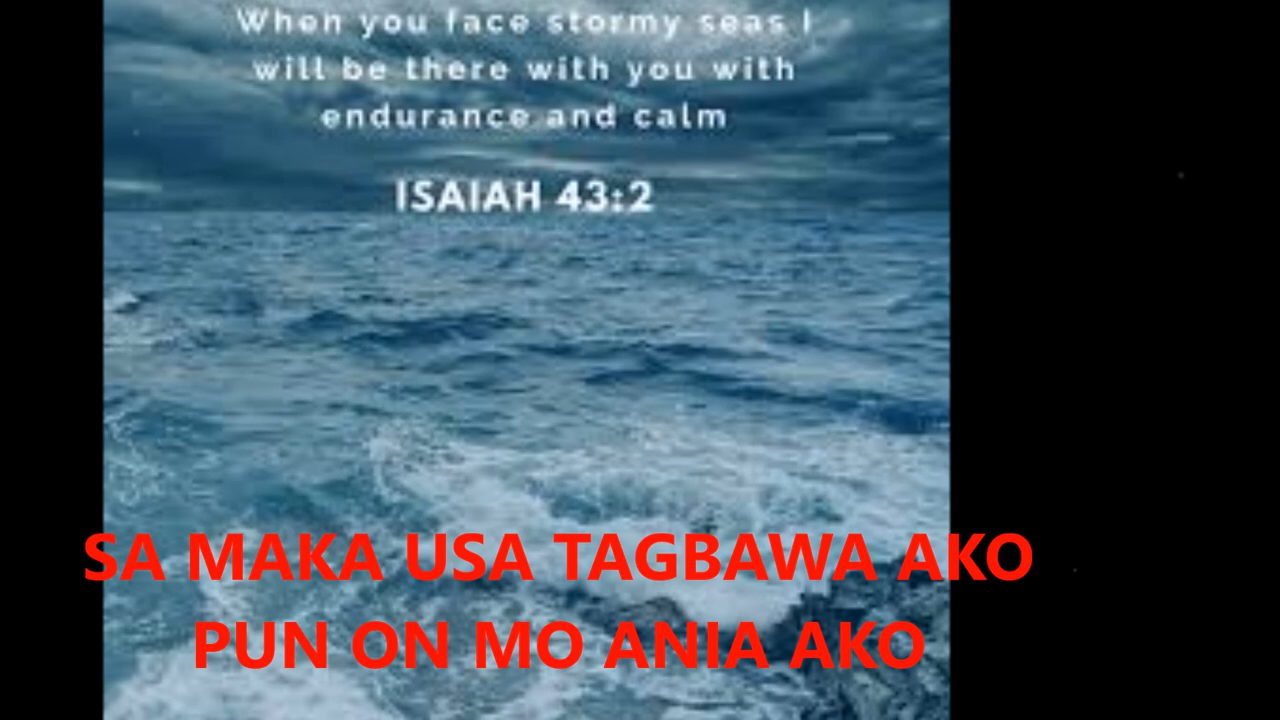 When you face stormy seas I
will be there with you with
endurance and calm
ISAIAH 43:2
SA MAKA USA TAGBAWA AKO
PUN ON MO ANIA AKO